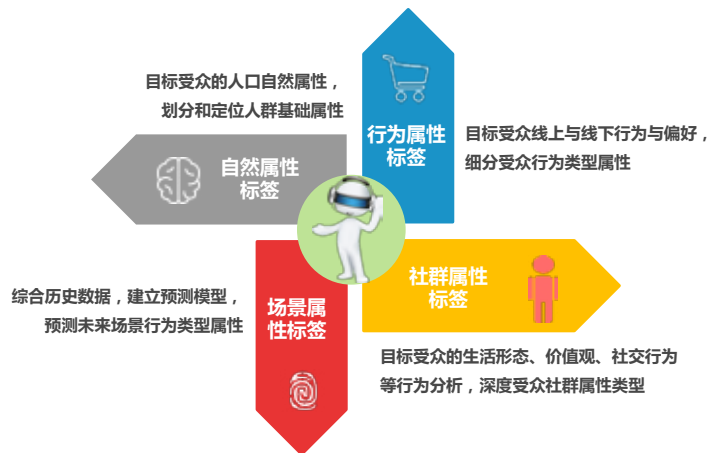 目标受众的人口自然属性，
划分和定位人群基础属性
自然属性
标签
行为属性
标签
目标受众线上与线下行为与偏好，
细分受众行为类型属性
综合历史数据，建立预测模型，
预测未来场景行为类型属性
场景属
性标签
社群属性
标签
目标受众的生活形态、价值观、社交行为
等行为分析，深度受众社群属性类型